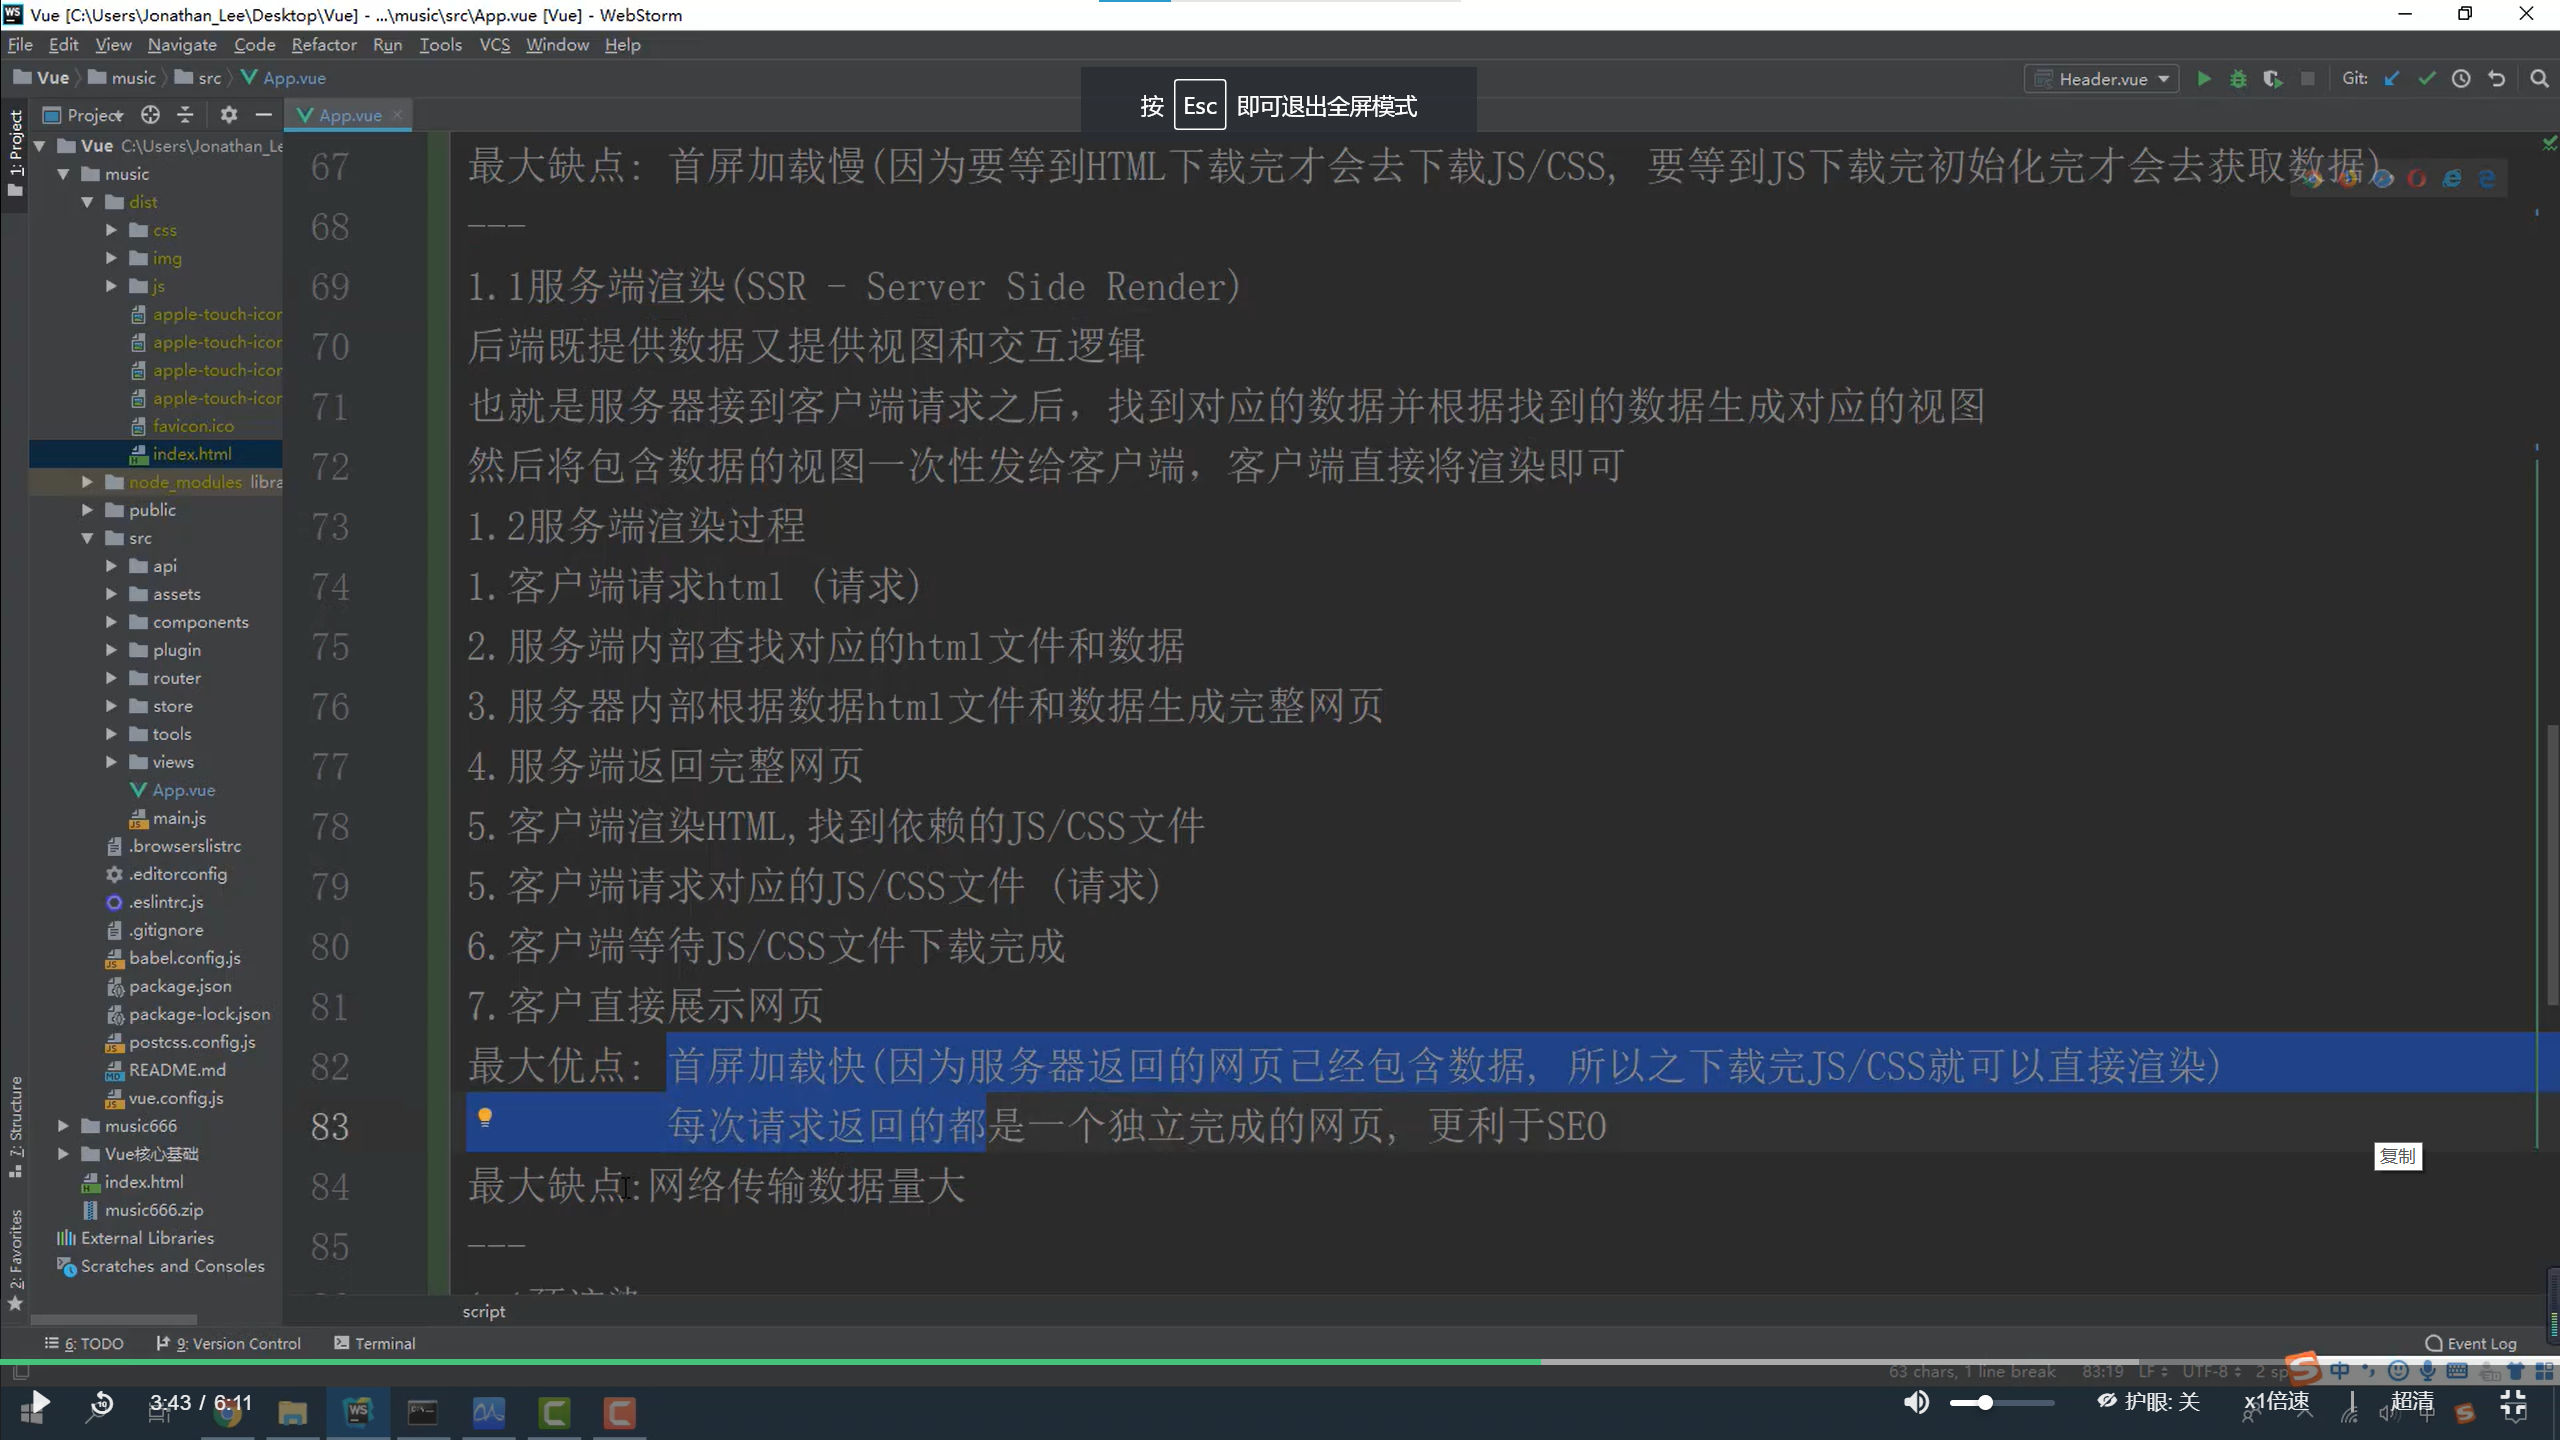 Vue [C:\Users\Jonathan_Lee\Desktop\Vue] - ...\music\src\App.vue [Vue] - WebStorm
File Edit View Navigate Code Refactor Run Tools VCS Window Help
Vue music src App.vue
Header.vue
Git:
按 Esc 即可退出全屏模式
Project
App.vue
1: Project
Vue C:\Users\Jonathan_Le
music
dist
css
img
js
apple-touch-icon
apple-touch-icon
apple-touch-icon
apple-touch-icon
favicon.ico
index.html
node_modules libra
public
src
api
assets
components
plugin
router
store
tools
views
App.vue
main.js
.browserslistrc
.editorconfig
.eslintrc.js
.gitignore
babel.config.js
package.json
package-lock.json
postcss.config.js
README.md
vue.config.js
music666
Vue核心基础
index.html
music666.zip
External Libraries
Scratches and Consoles
7: Structure
2: Favorites
67 最大缺点: 首屏加载慢(因为要等到HTML下载完才会去下载JS/CSS, 要等到JS下载完初始化完才会去获取数据)
68 ---
69 1.1服务端渲染(SSR - Server Side Render)
70 后端既提供数据又提供视图和交互逻辑
71 也就是服务器接到客户端请求之后，找到对应的数据并根据找到的数据生成对应的视图
72 然后将包含数据的视图一次性发给客户端，客户端直接将渲染即可
73 1.2服务端渲染过程
74 1.客户端请求html (请求)
75 2.服务端内部查找对应的html文件和数据
76 3.服务器内部根据数据html文件和数据生成完整网页
77 4.服务端返回完整网页
78 5.客户端渲染HTML,找到依赖的JS/CSS文件
79 5.客户端请求对应的JS/CSS文件 (请求)
80 6.客户端等待JS/CSS文件下载完成
81 7.客户直接展示网页
82 最大优点: 首屏加载快(因为服务器返回的网页已经包含数据, 所以之下载完JS/CSS就可以直接渲染)
83 每次请求返回的都是一个独立完成的网页, 更利于SEO
84 最大缺点:网络传输数据量大
85 ---
复制
script
6: TODO 9: Version Control Terminal
Event Log
63 chars, 1 line break 83:19 LF UTF-8 2 sp
中
3:43 / 6:11
护眼: 关
x1倍速
超清